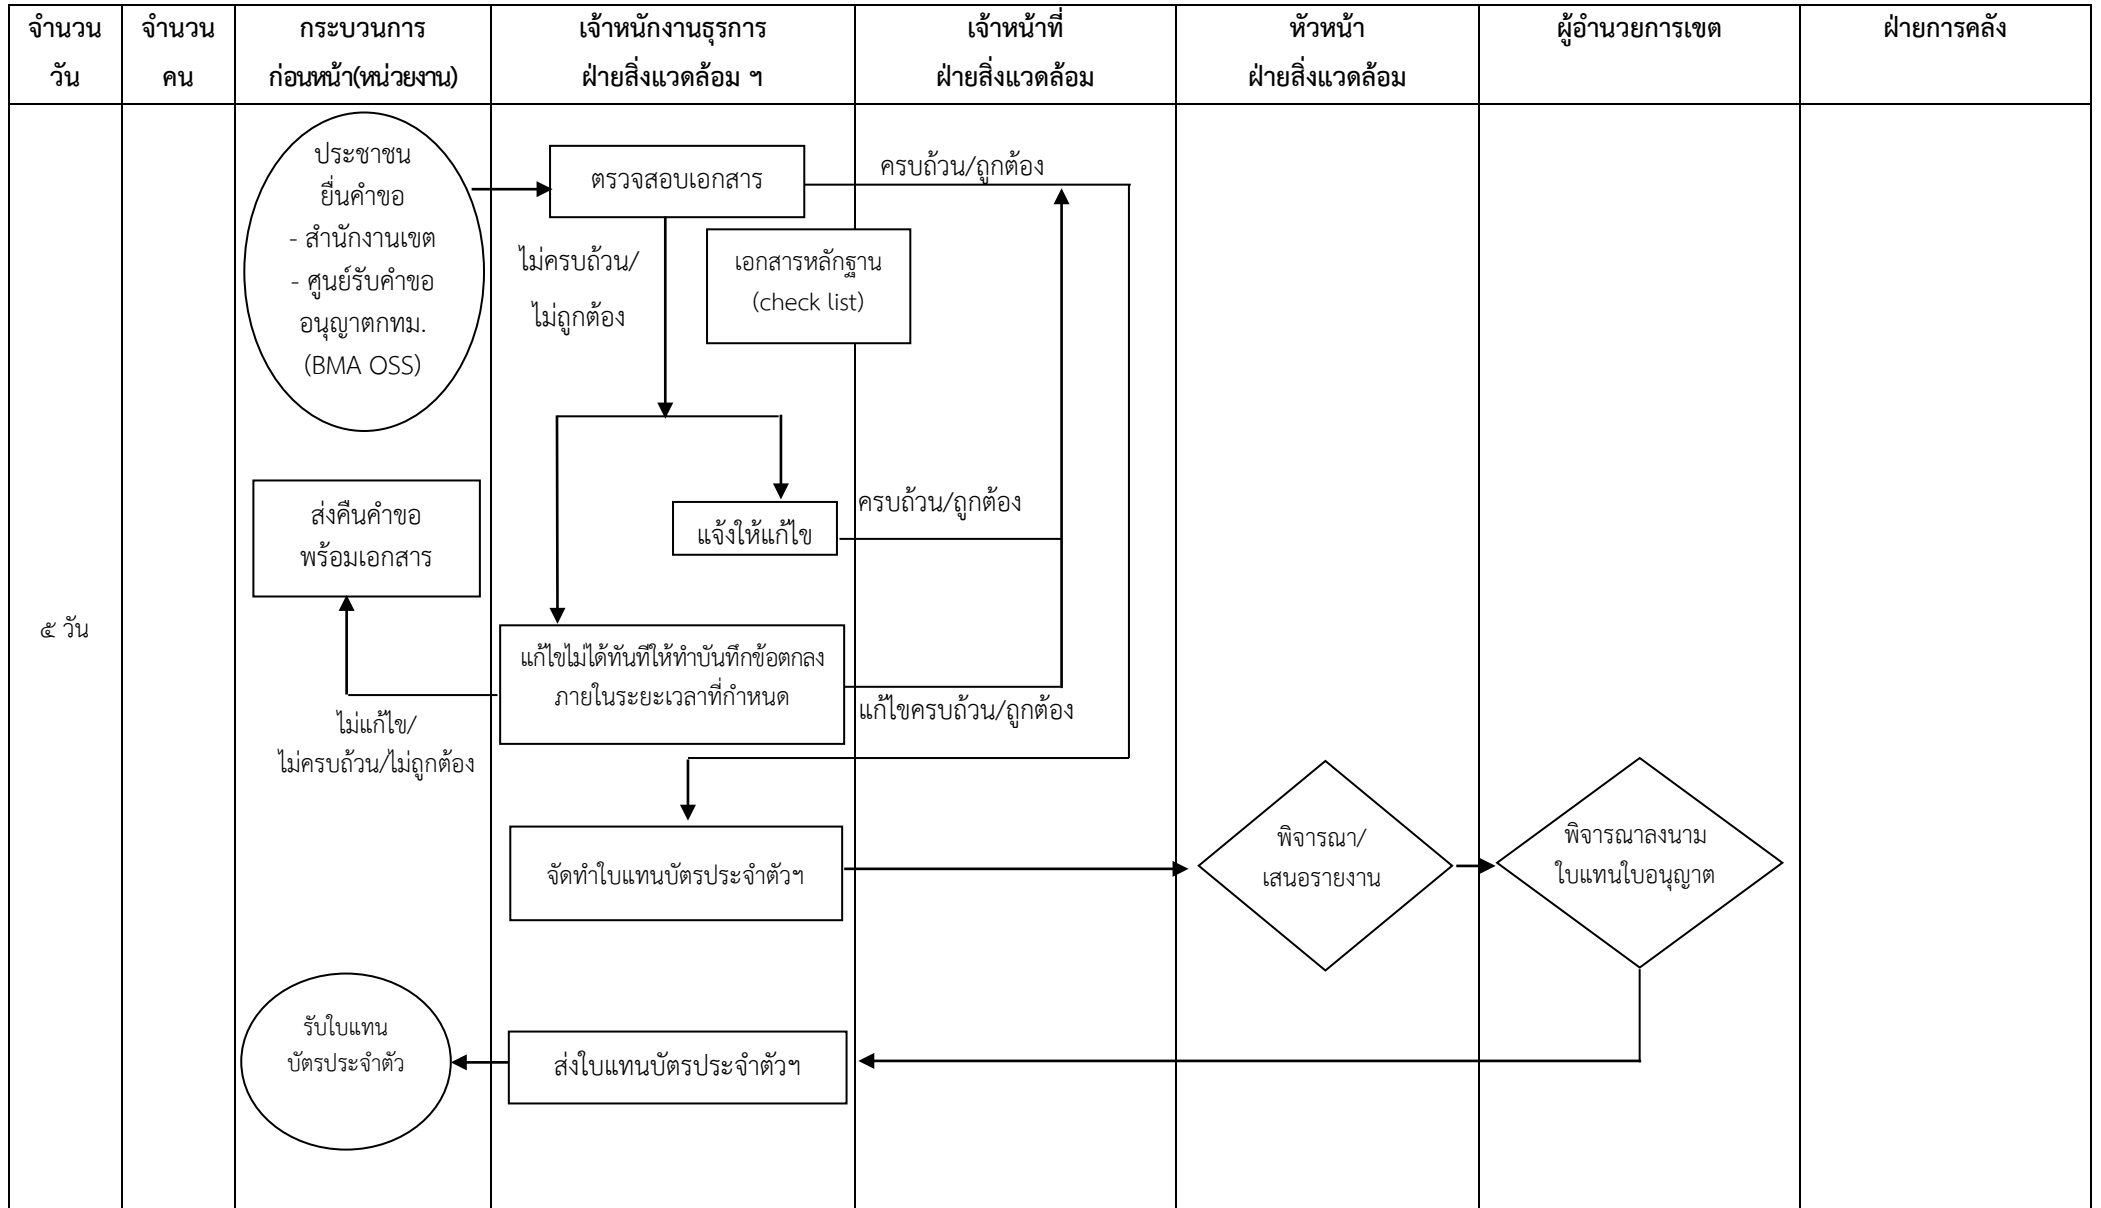 จำนวน
วัน
จำนวน
คน
กระบวนการ
ก่อนหน้า(หน่วยงาน)
เจ้าหนักงานธุรการ
ฝ่ายสิ่งแวดล้อม ฯ
เจ้าหน้าที่
ฝ่ายสิ่งแวดล้อม
หัวหน้า
ฝ่ายสิ่งแวดล้อม
ผู้อำนวยการเขต
ฝ่ายการคลัง
ประชาชน
ยื่นคำขอ
- สำนักงานเขต
- ศูนย์รับคำขอ
อนุญาตกทม.
(BMA OSS)
ตรวจสอบเอกสาร
ครบถ้วน/ถูกต้อง
ไม่ครบถ้วน/
ไม่ถูกต้อง
เอกสารหลักฐาน
(check list)
ส่งคืนคำขอ
พร้อมเอกสาร
แจ้งให้แก้ไข
ครบถ้วน/ถูกต้อง
๕ วัน
แก้ไขไม่ได้ทันทีให้ทำบันทึกข้อตกลง
ภายในระยะเวลาที่กำหนด
แก้ไขครบถ้วน/ถูกต้อง
ไม่แก้ไข/
ไม่ครบถ้วน/ไม่ถูกต้อง
จัดทำใบแทนบัตรประจำตัวฯ
พิจารณา/
เสนอรายงาน
พิจารณาลงนาม
ใบแทนใบอนุญาต
รับใบแทน
บัตรประจำตัว
ส่งใบแทนบัตรประจำตัวฯ